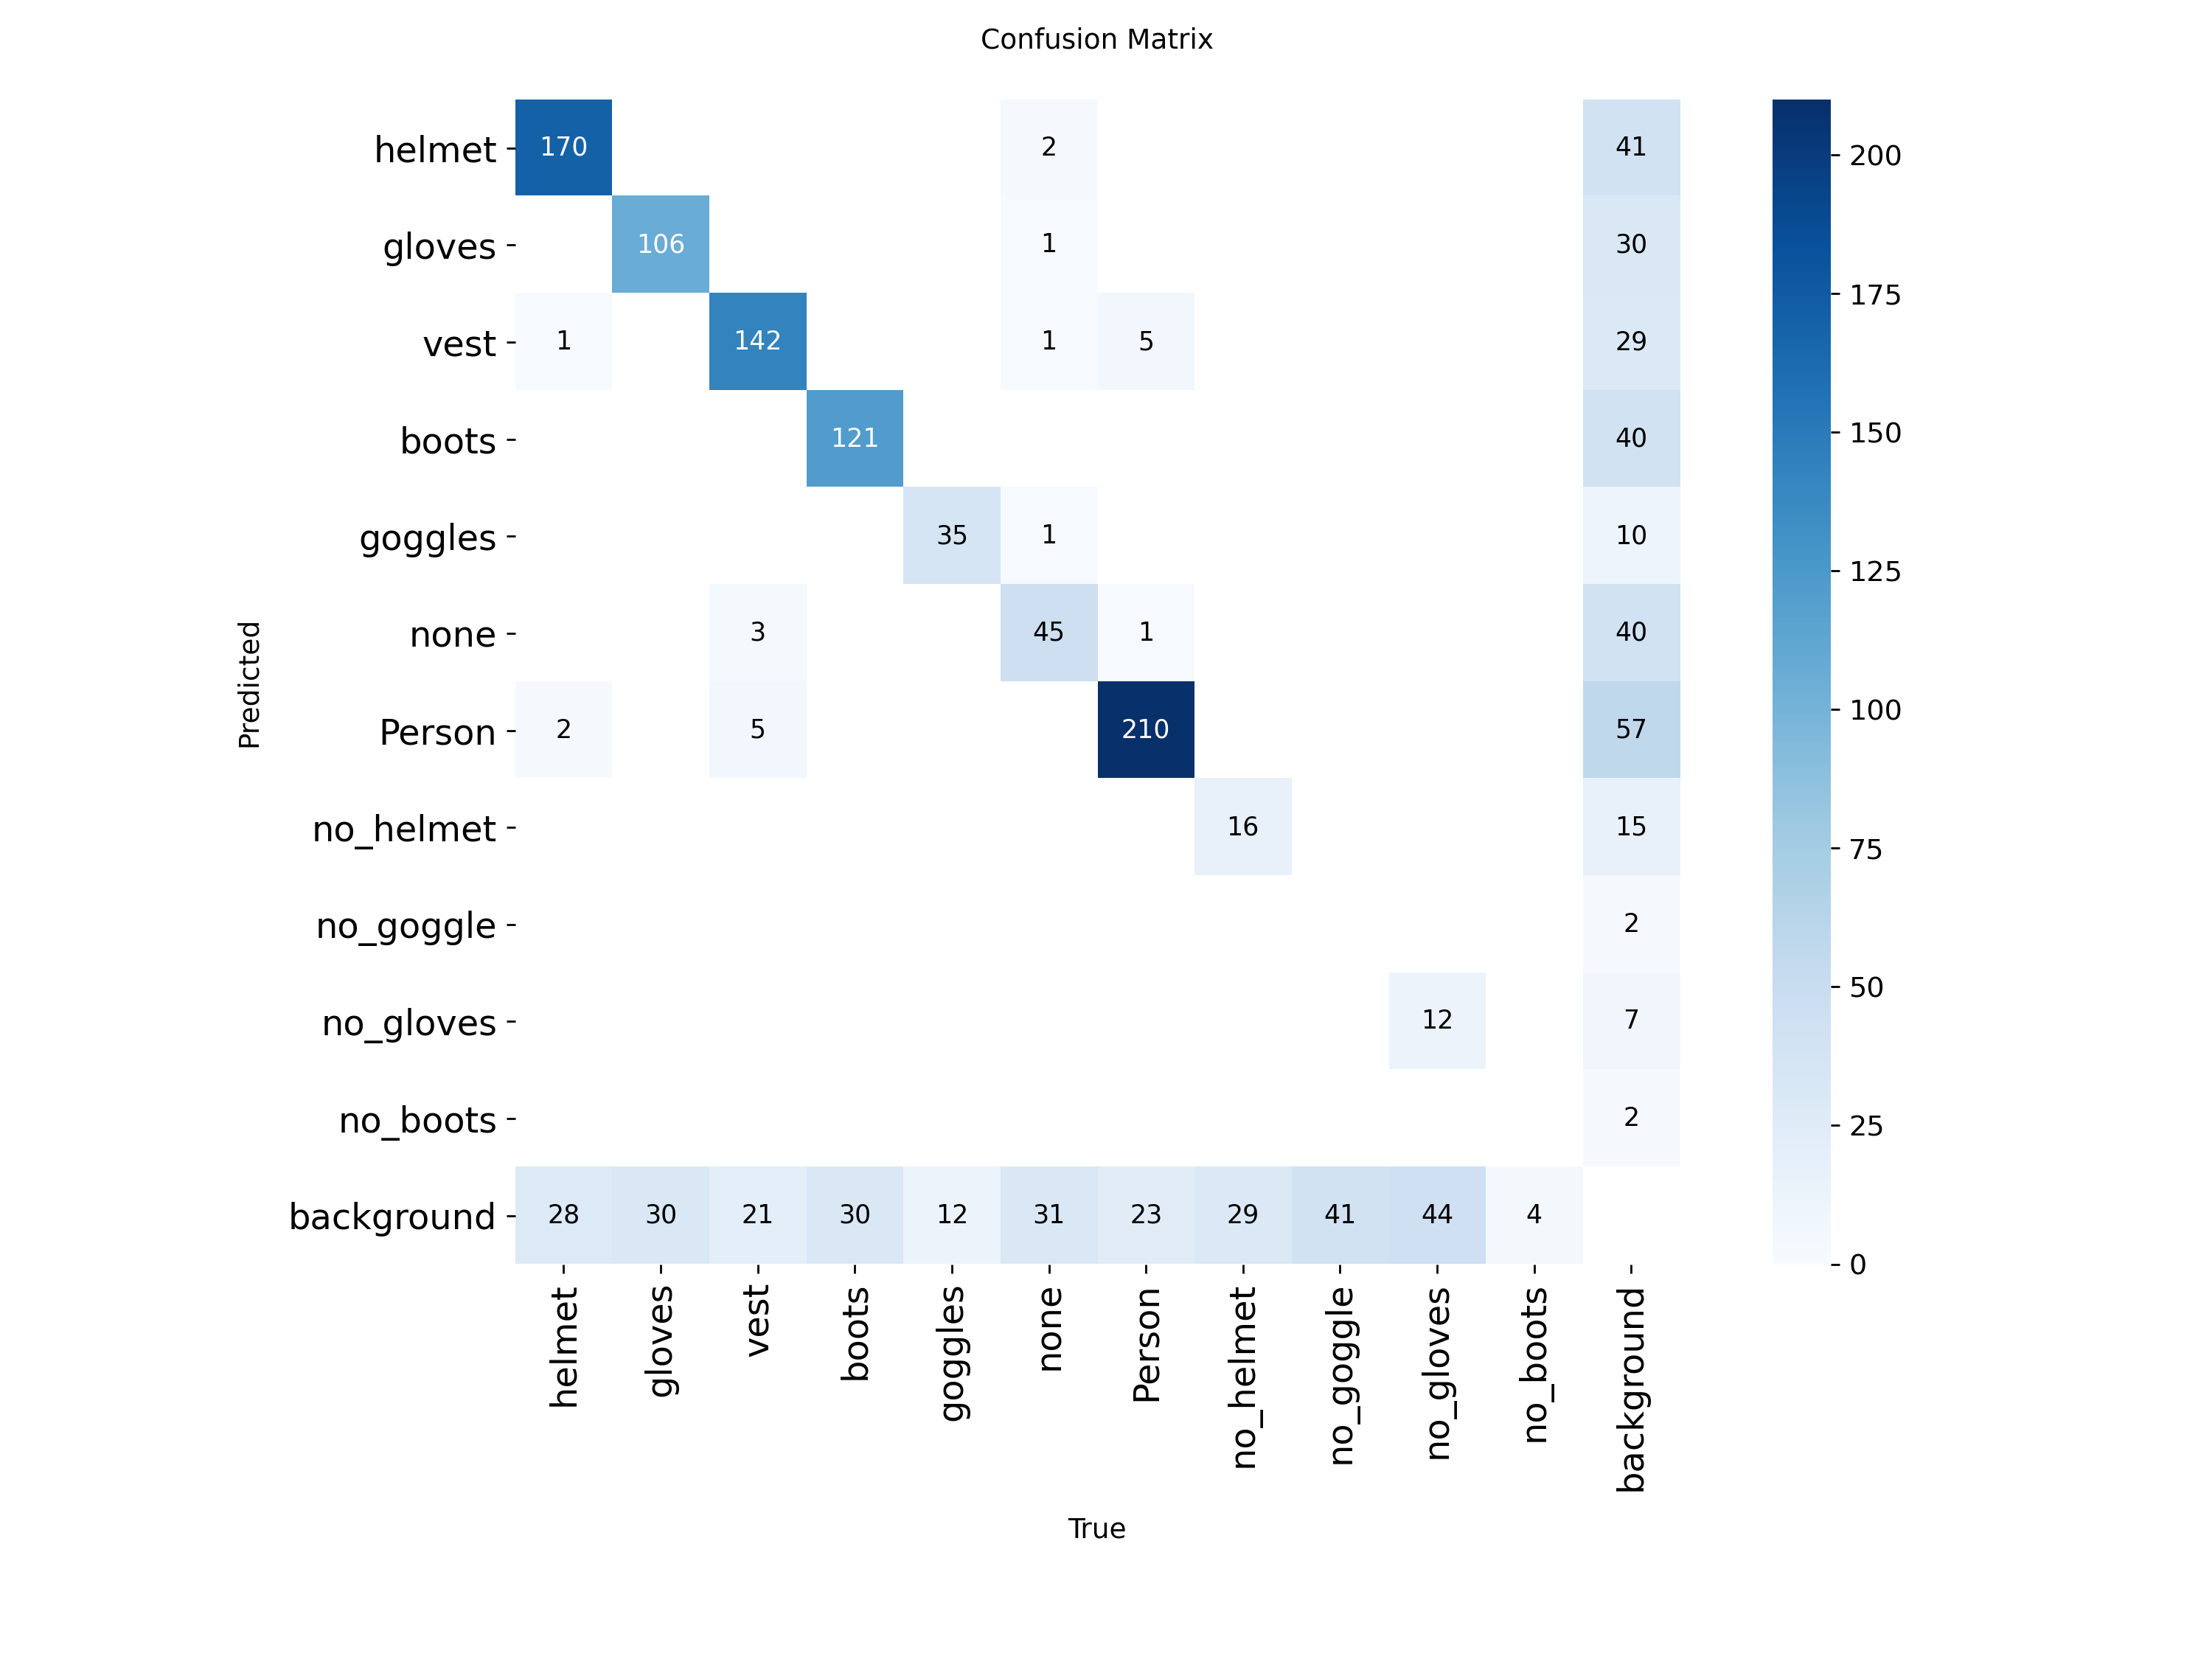 Confusion Matrix
helmet 170 2 41 200
gloves 106 1 30 175
vest 1 142 1 5 29
boots 121 40 150
goggles 35 1 10 125
none 3 45 1 40
Person 2 5 210 57 100
no_helmet 16 15 75
no_goggle 2
no_gloves 12 7 50
no_boots 2 25
background 28 30 21 30 12 31 23 29 41 44 4 0
Predicted
helmet gloves vest boots goggles none Person no_helmet no_goggle no_gloves no_boots background
True